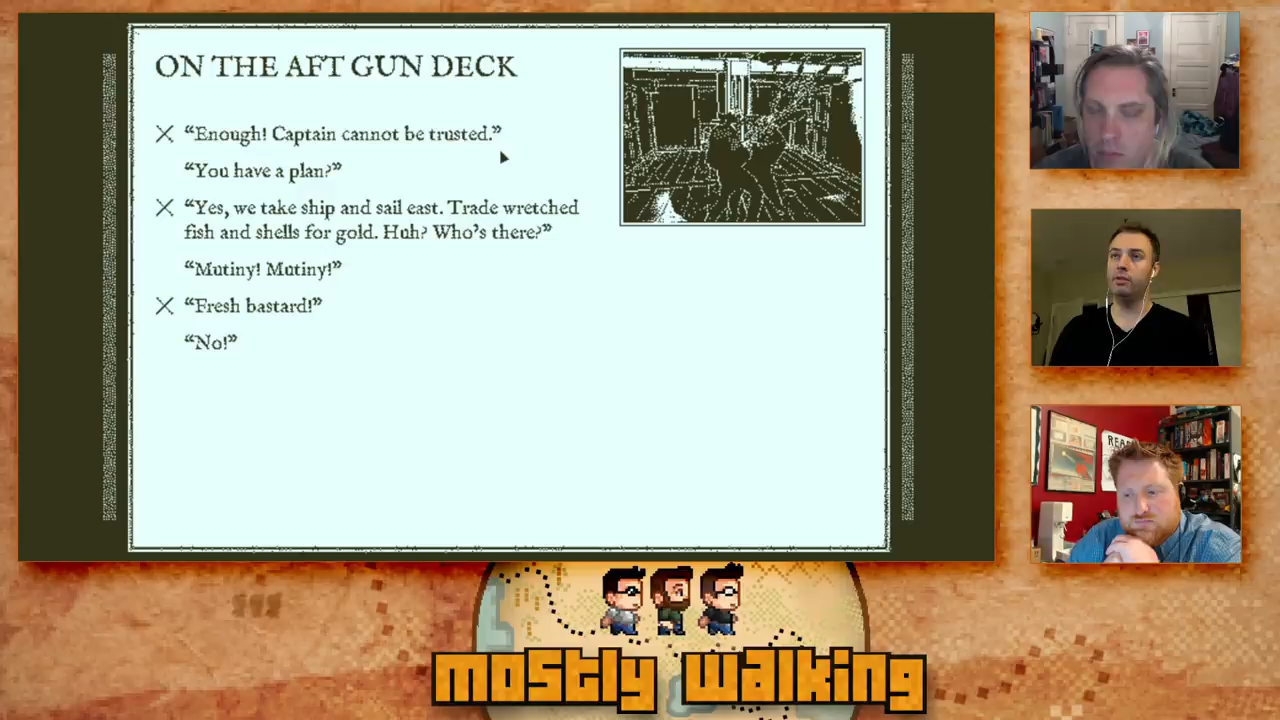 ON THE AFT GUN DECK
“Enough! Captain cannot be trusted.”
“You have a plan?”
“Yes, we take ship and sail east. Trade wretched
fish and shells for gold. Huh? Who’s there?”
“Mutiny! Mutiny!”
“Fresh bastard!”
“No!”
REA
mostly walking